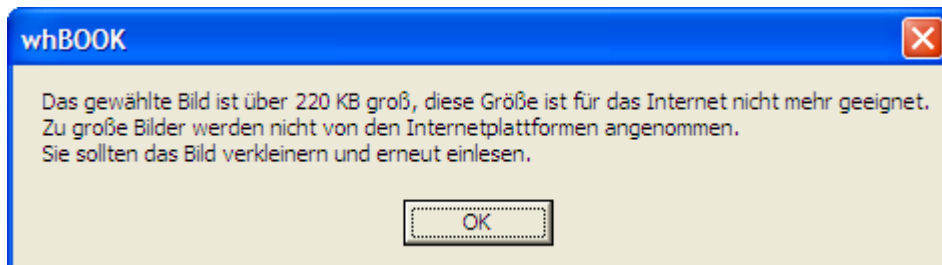 whBOOK
Das gewählte Bild ist über 220 KB groß, diese Größe ist für das Internet nicht mehr geeignet.
Zu große Bilder werden nicht von den Internetplattformen angenommen.
Sie sollten das Bild verkleinern und erneut einlesen.
OK